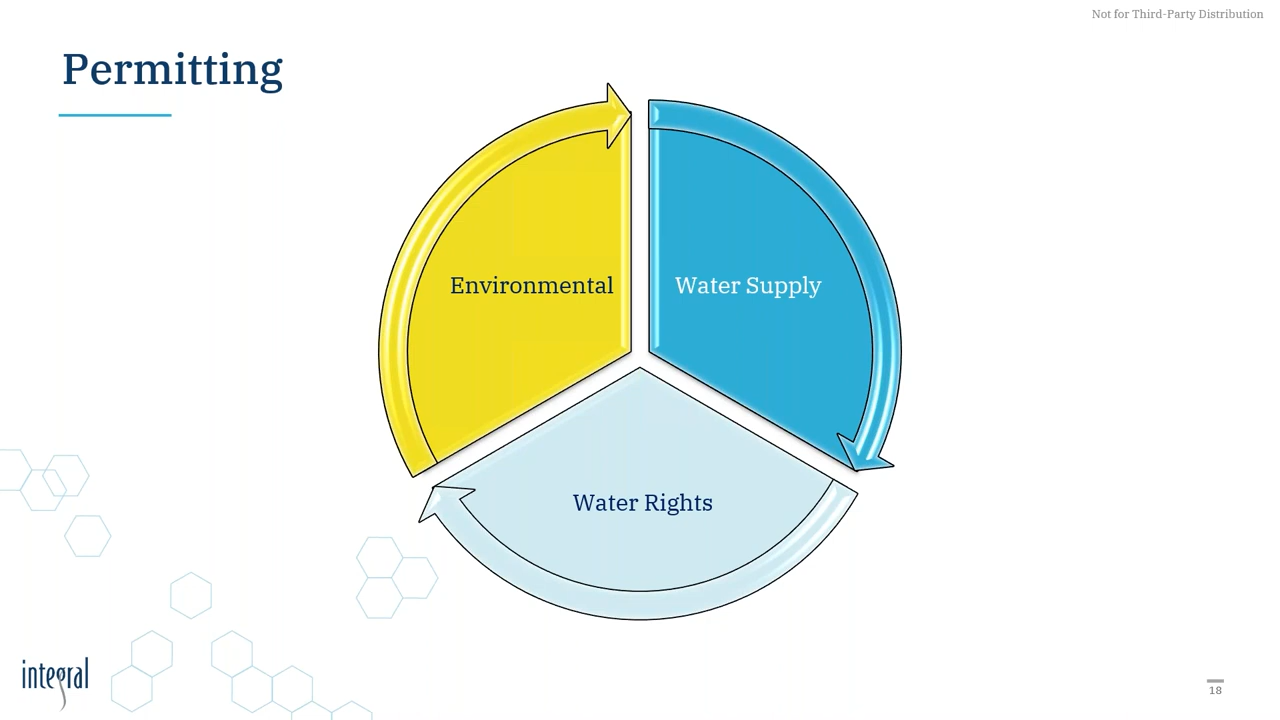 Not for Third-Party Distribution
Permitting
Environmental
Water Supply
Water Rights
integral
18